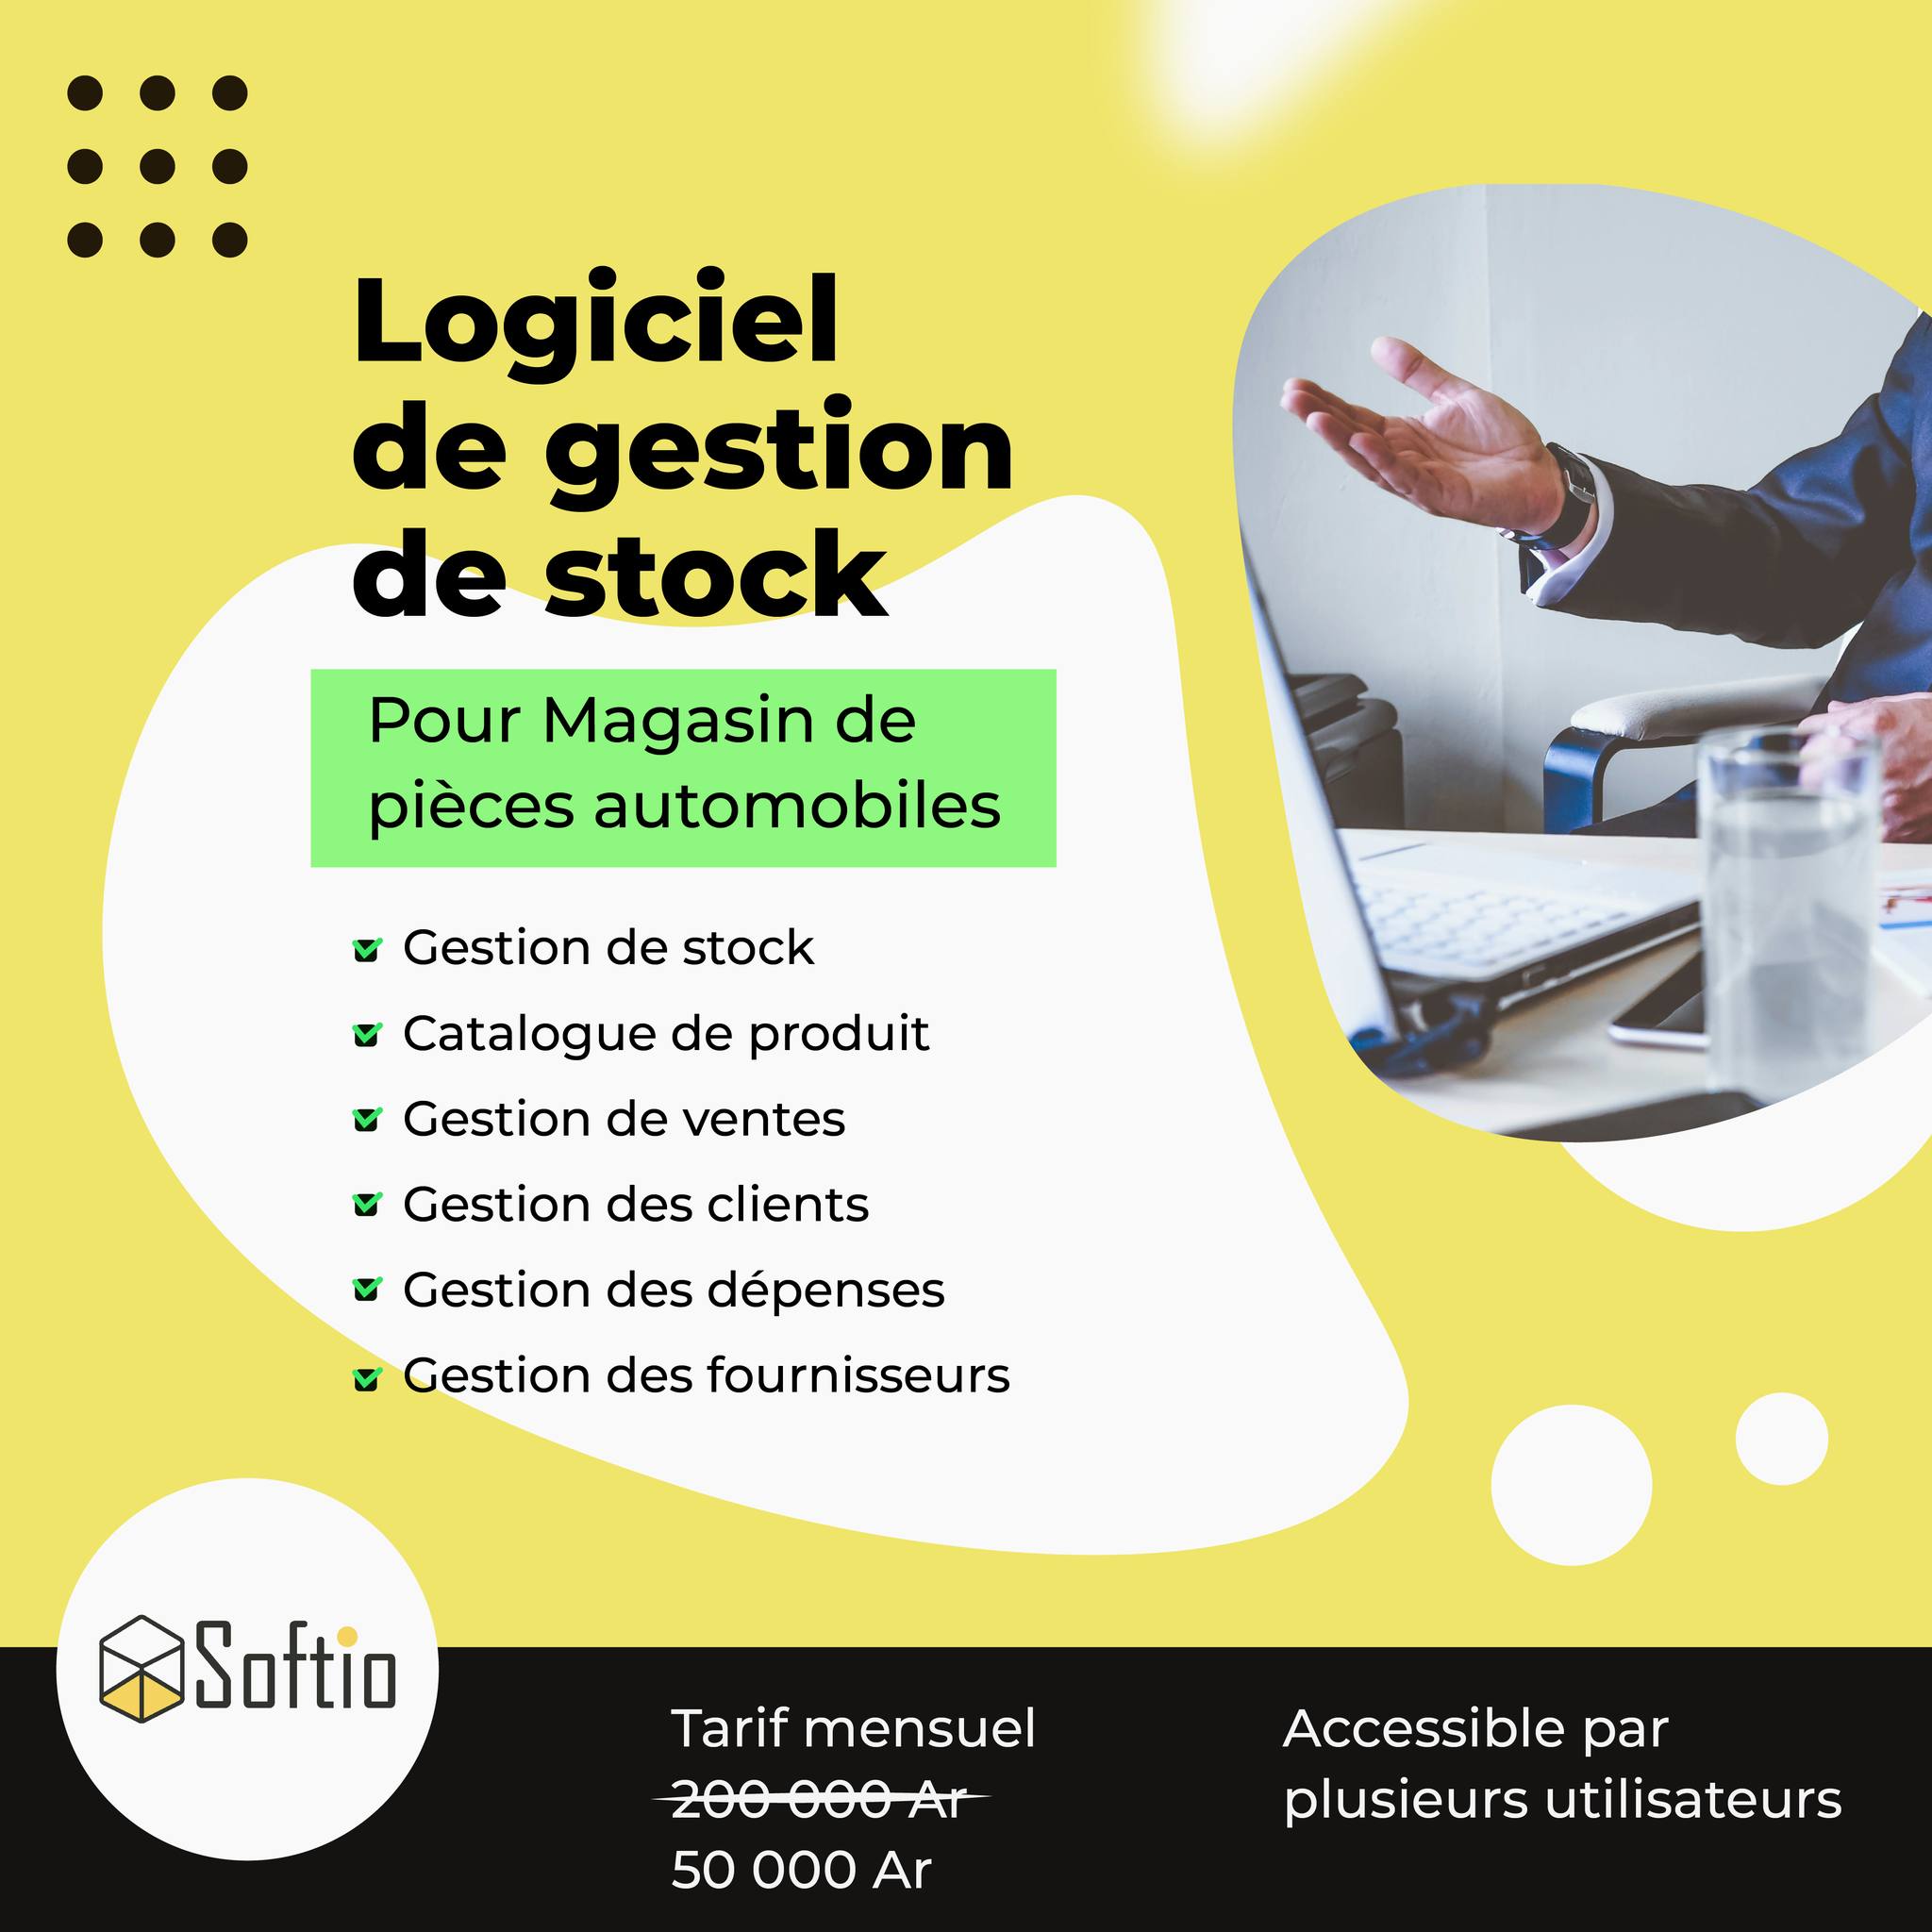 Logiciel
de gestion
de stock
Pour Magasin de
pièces automobiles
Gestion de stock
Catalogue de produit
Gestion de ventes
Gestion des clients
Gestion des dépenses
Gestion des fournisseurs
Softio
Tarif mensuel
200 000 Ar
50 000 Ar
Accessible par
plusieurs utilisateurs